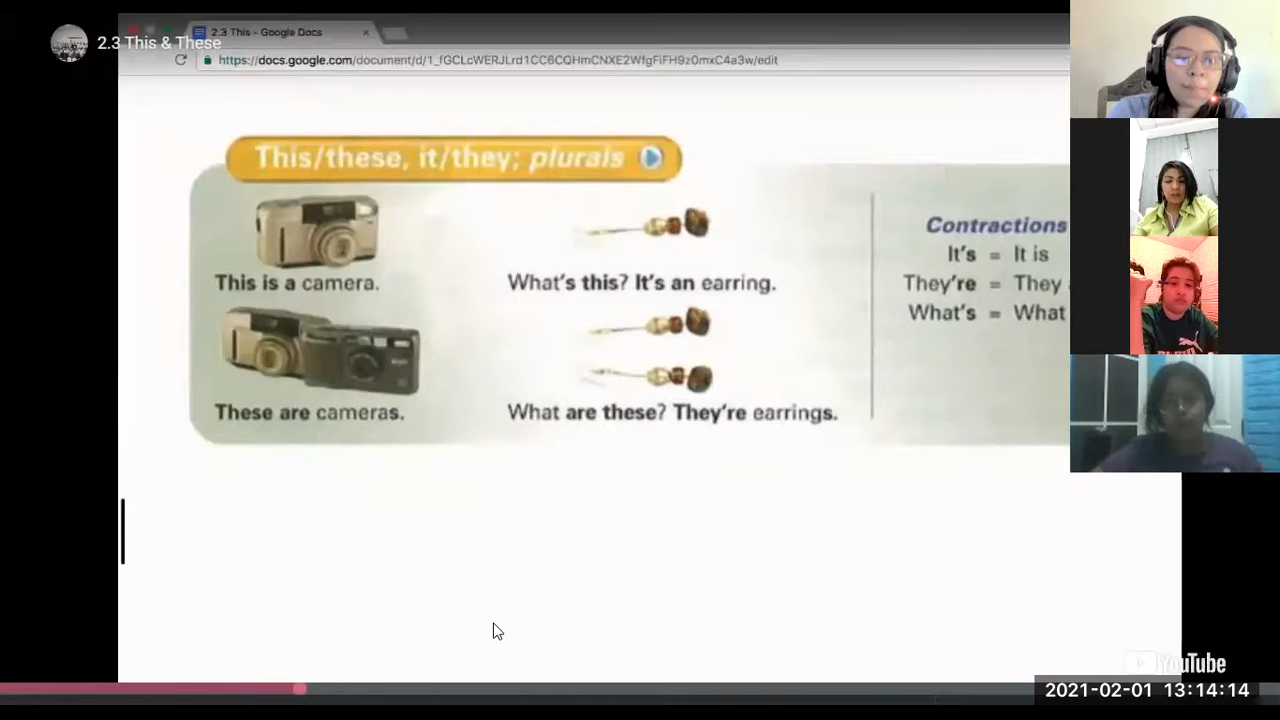 2.3 This - Google Docs
2.3 This & These
https://docs.google.com/document/d/1_fGCLcWERJLrd1CC6CQHmCNXE2WfgFiFH9z0mxC4a3w/edit
This/these, it/they; plurals
This is a camera.
What's this? It's an earring.
These are cameras.
What are these? They're earrings.
Contractions
It's = It is
They're = They
What's = What
YouTube
2021-02-01 13:14:14